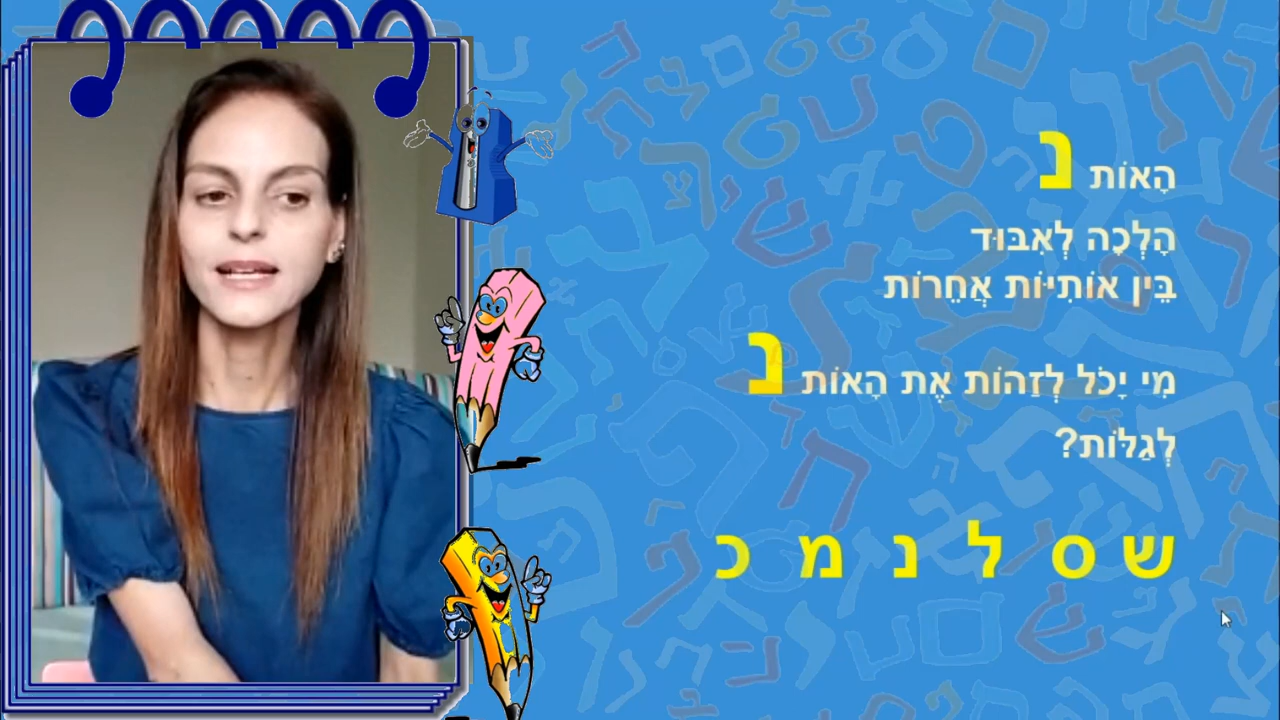 הָאוֹת נ
הָלְכָה לְאִבּוּד
בֵּין אוֹתִיּוֹת אֲחֵרוֹת
מִי יָכֹל לְזַהוֹת אֶת הָאוֹת נ
לְגַלּוֹת?
ש ס ל נ מ כ